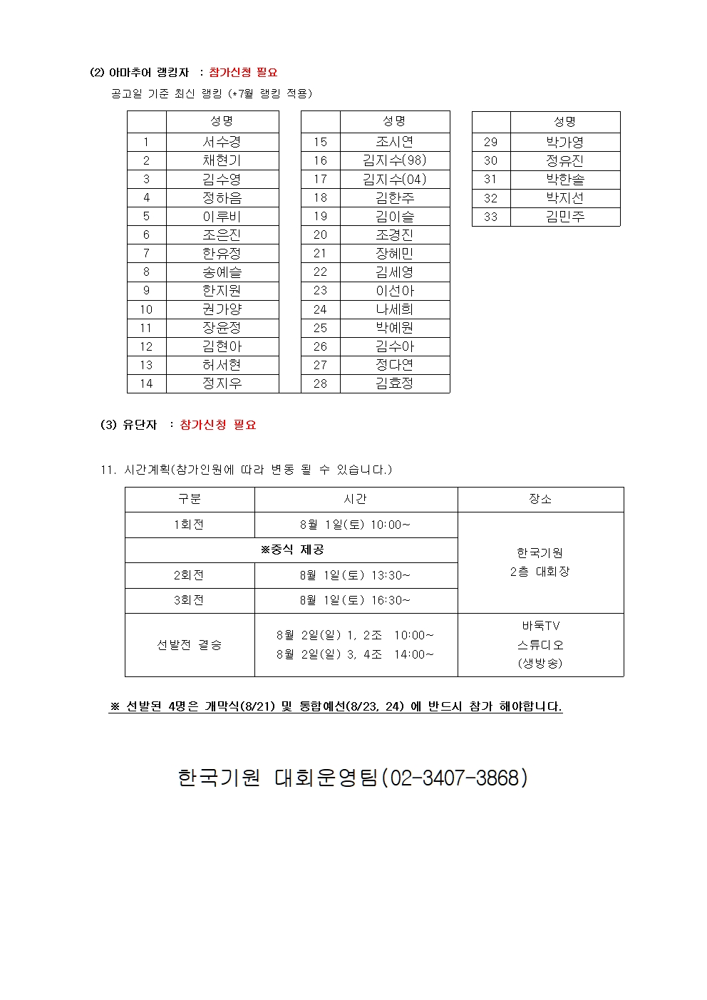 (2) 아마추어 랭킹자 : 참가신청 필요
공고일 기준 최신 랭킹 (*7월 랭킹 적용)
성명
1 서수경
2 채현기
3 김수영
4 정하음
5 이루비
6 조은진
7 한유정
8 송예슬
9 한지원
10 권가양
11 장윤정
12 김현아
13 허서현
14 정지우
성명
15 조시연
16 김지수(98)
17 김지수(04)
18 김한주
19 김이슬
20 조경진
21 장혜민
22 김세영
23 이선아
24 나세희
25 박예원
26 김수아
27 정다연
28 김효정
성명
29 박가영
30 정유진
31 박한솔
32 박지선
33 김민주
(3) 유단자 : 참가신청 필요
11. 시간계획(참가인원에 따라 변동 될 수 있습니다.)
구분 시간 장소
1회전 8월 1일(토) 10:00~
※중식 제공
2회전 8월 1일(토) 13:30~
3회전 8월 1일(토) 16:30~
한국기원
2층 대회장
선발전 결승
8월 2일(일) 1, 2조 10:00~
8월 2일(일) 3, 4조 14:00~
바둑TV
스튜디오
(생방송)
※ 선발된 4명은 개막식(8/21) 및 통합예선(8/23, 24) 에 반드시 참가 해야합니다.
한국기원 대회운영팀(02-3407-3868)